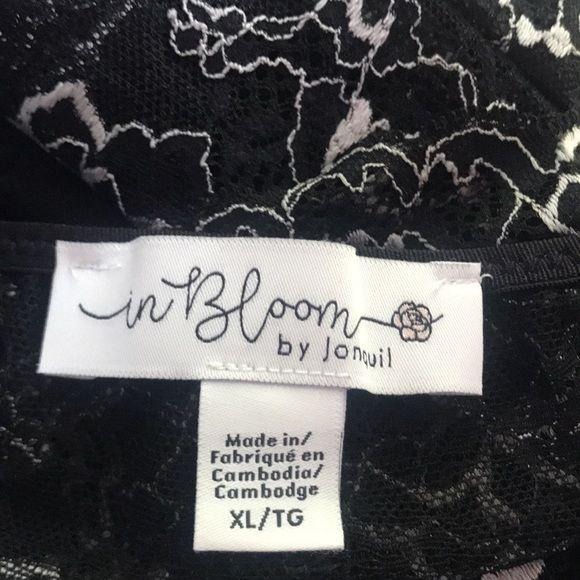 in Bloom
by Jonquil
Made in/
Fabriqué en
Cambodia/
Cambodge
XL/TG